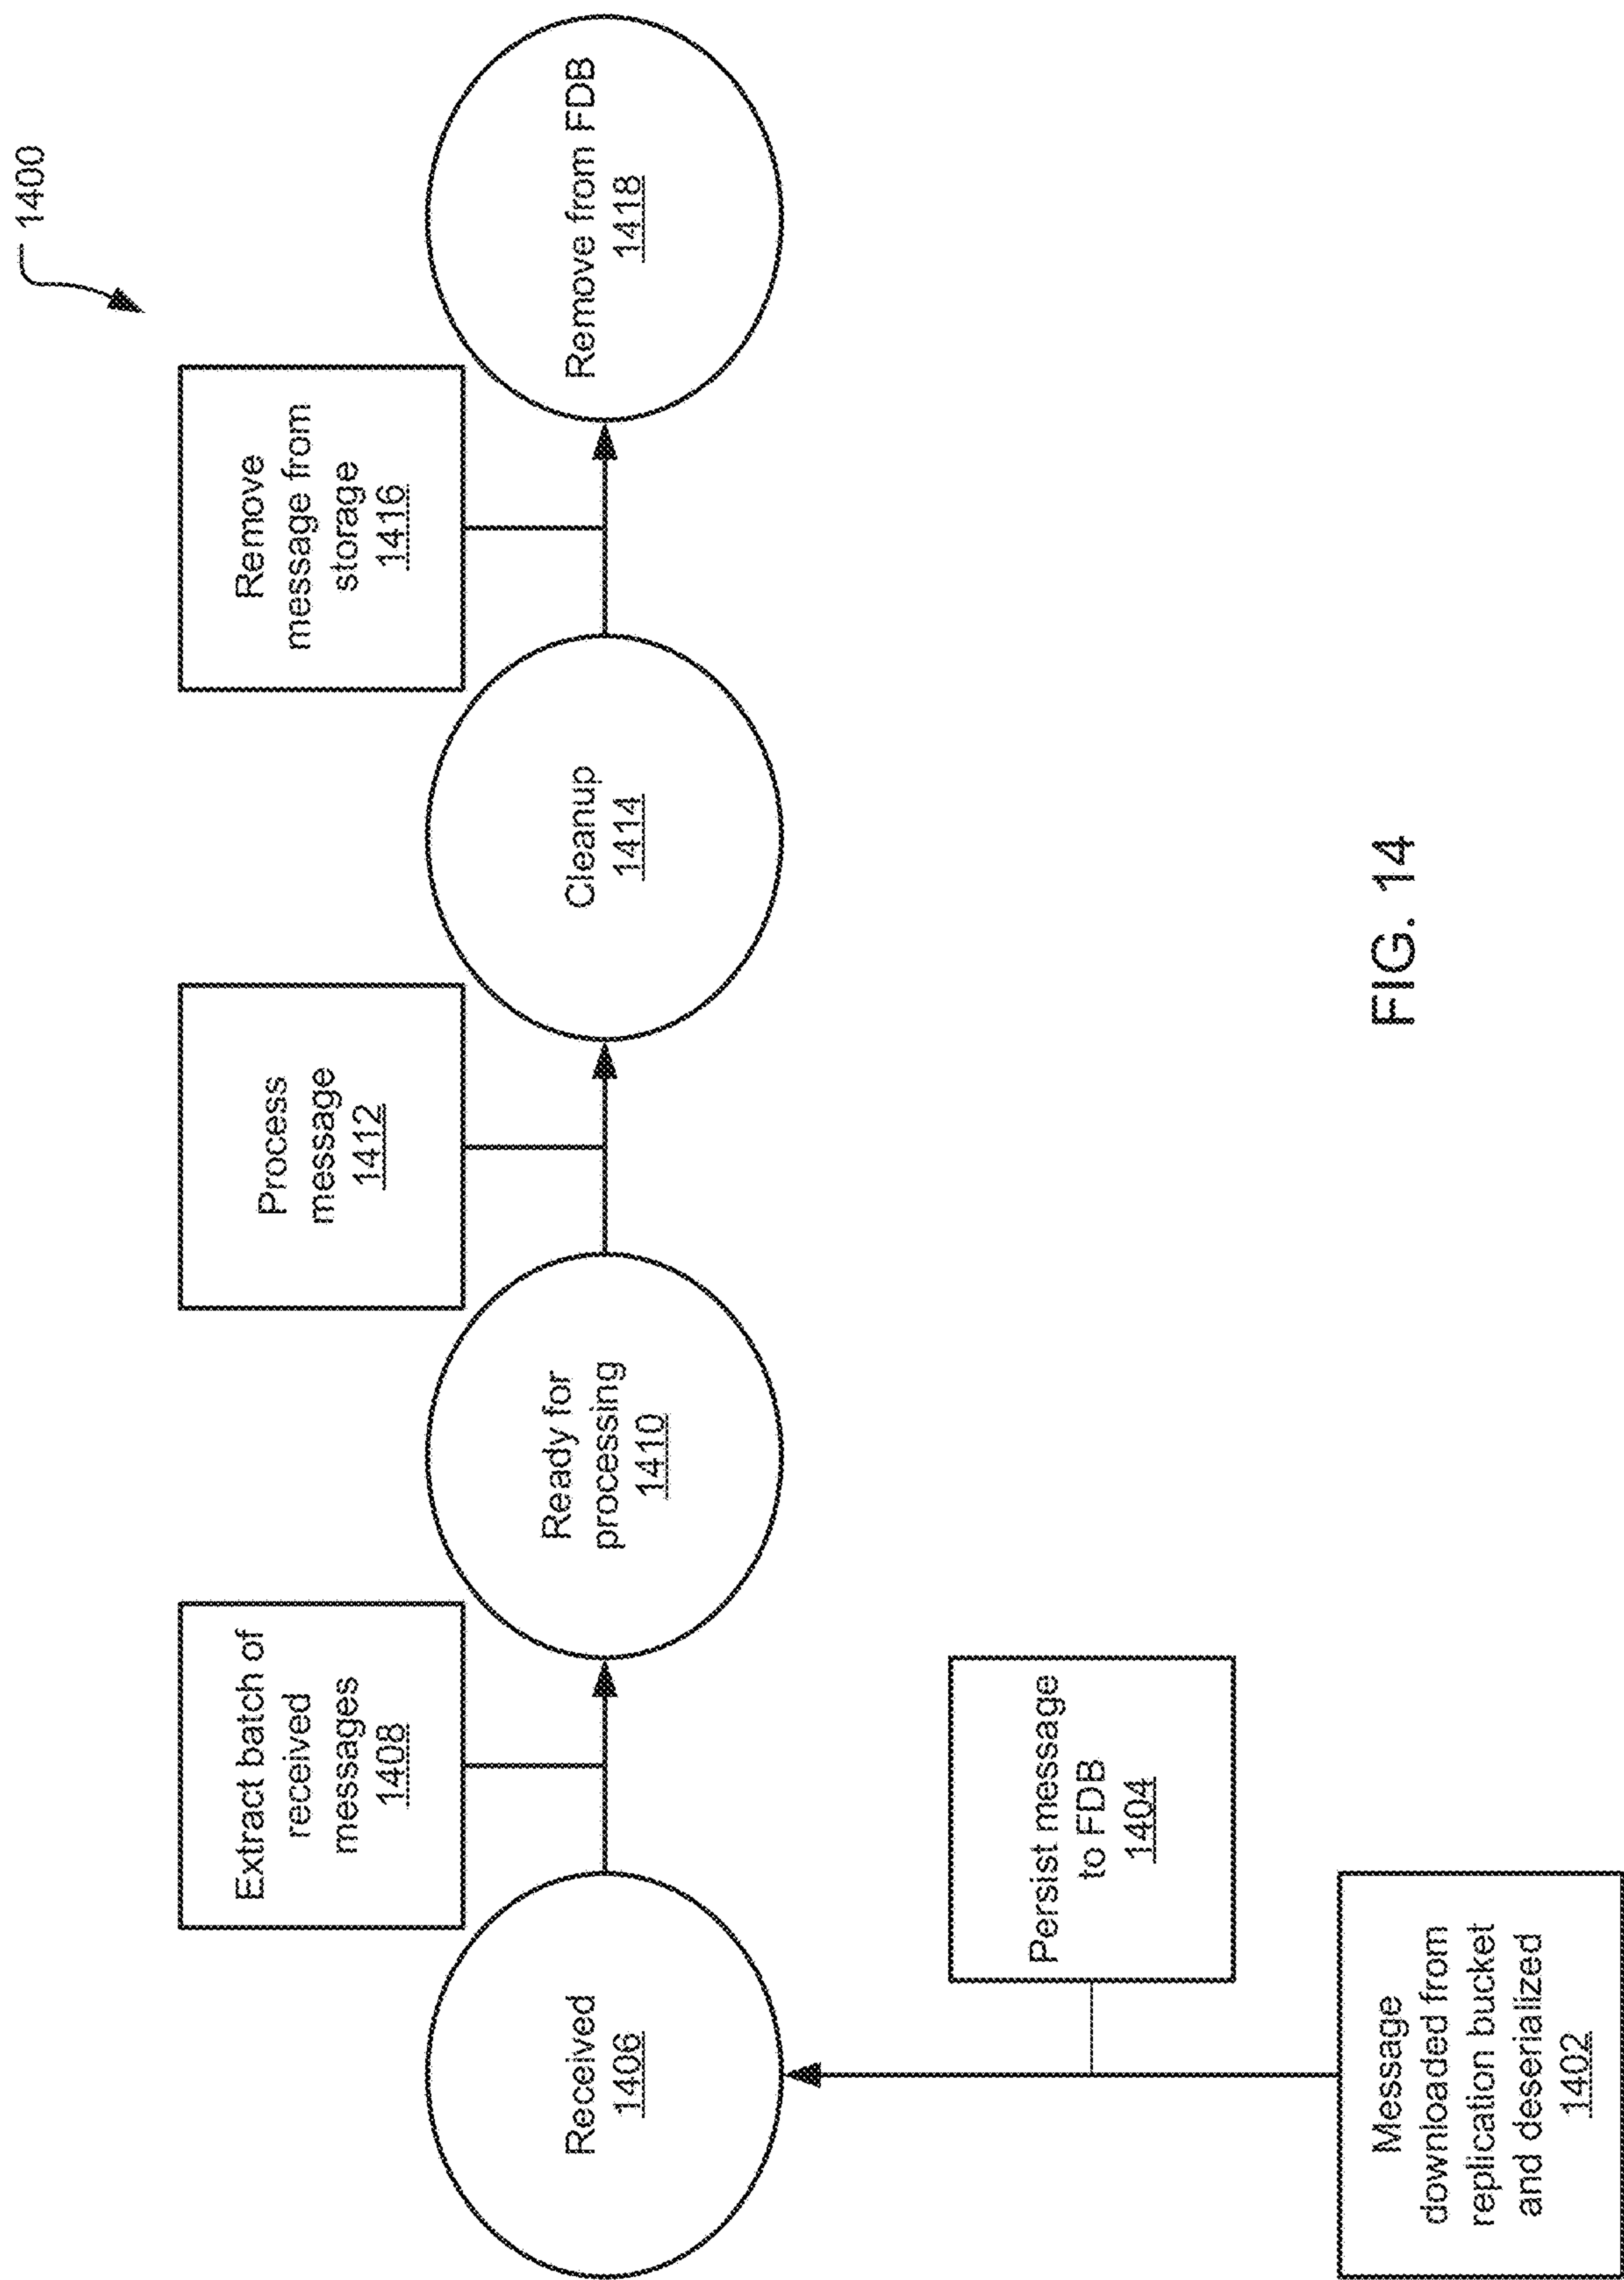 1400
Extract batch of
received
messages
1408
Process
message
1412
Remove
message from
storage
1416
Received
1406
Ready for
processing
1410
Cleanup
1414
Remove from FDB
1418
Persist message
to FDB
1404
Message
downloaded from
replication bucket
and deserialized
1402
FIG. 14